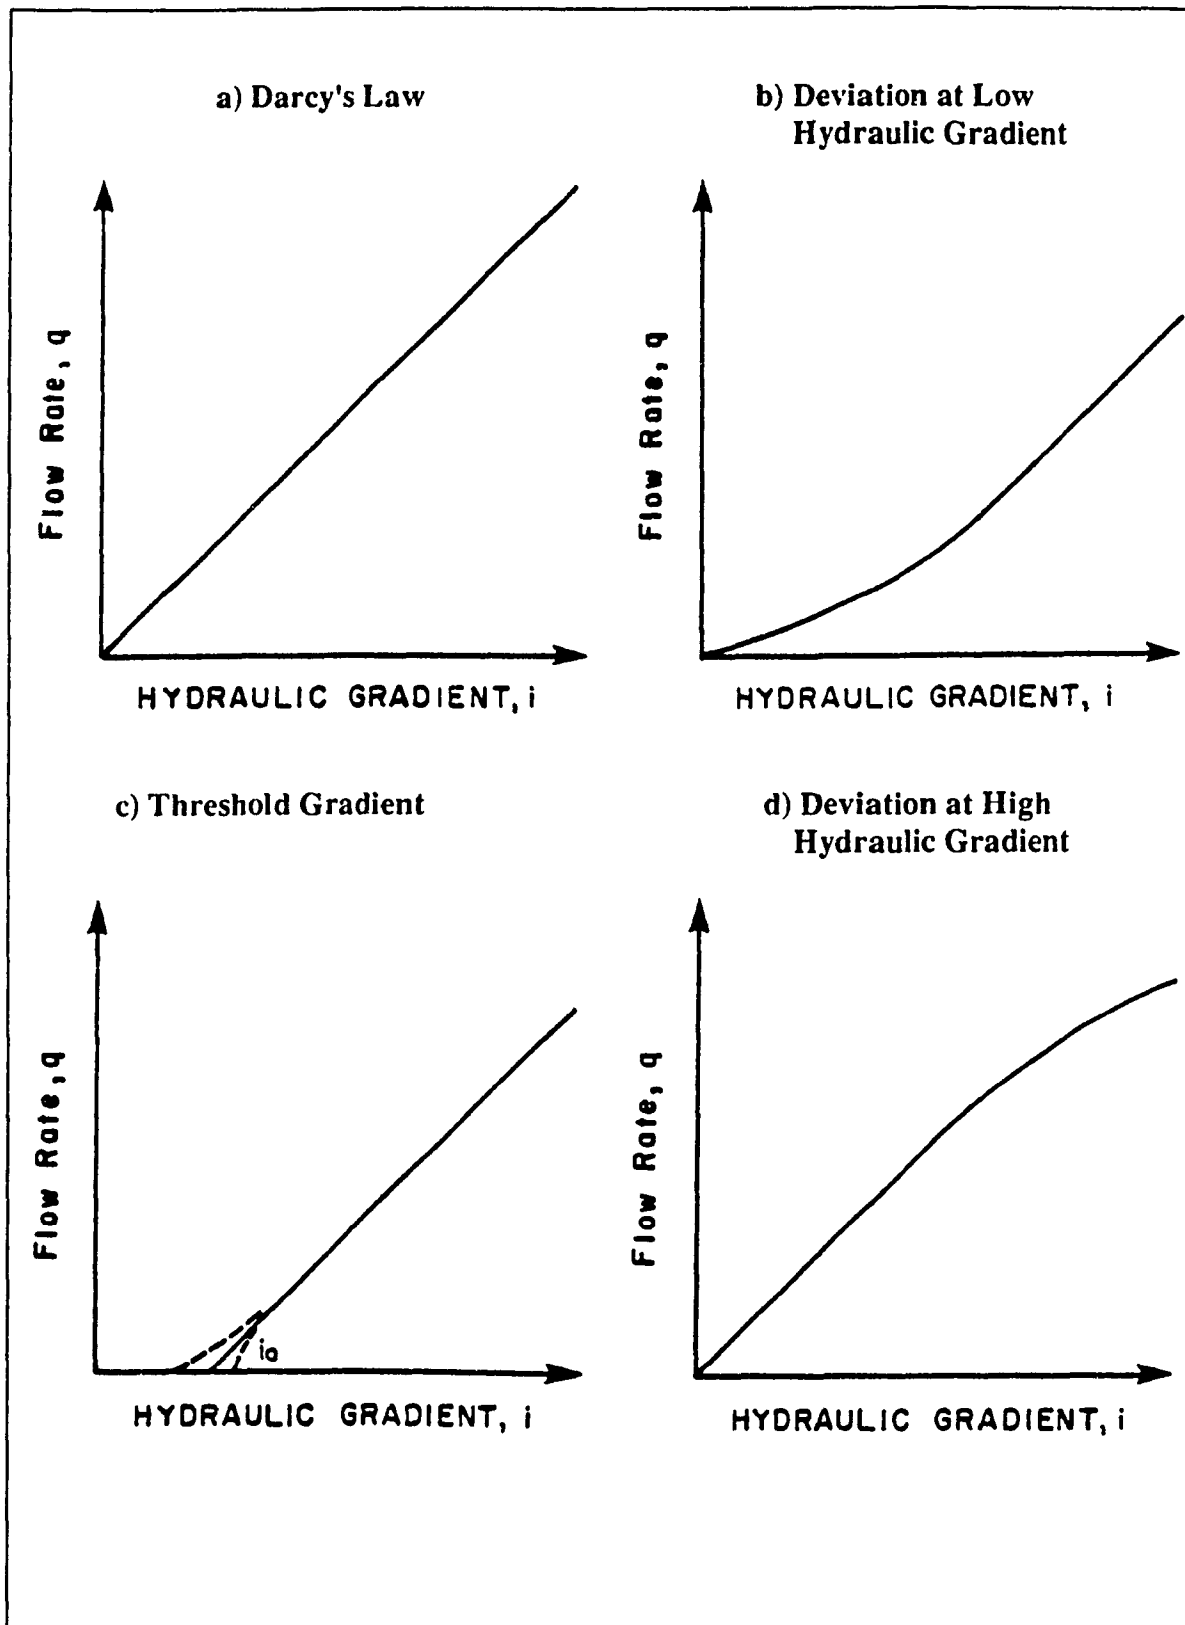 a) Darcy's Law
Flow Rate, q
HYDRAULIC GRADIENT, i
b) Deviation at Low
Hydraulic Gradient
Flow Rate, q
HYDRAULIC GRADIENT, i
c) Threshold Gradient
Flow Rate, q
io
HYDRAULIC GRADIENT, i
d) Deviation at High
Hydraulic Gradient
Flow Rate, q
HYDRAULIC GRADIENT, i